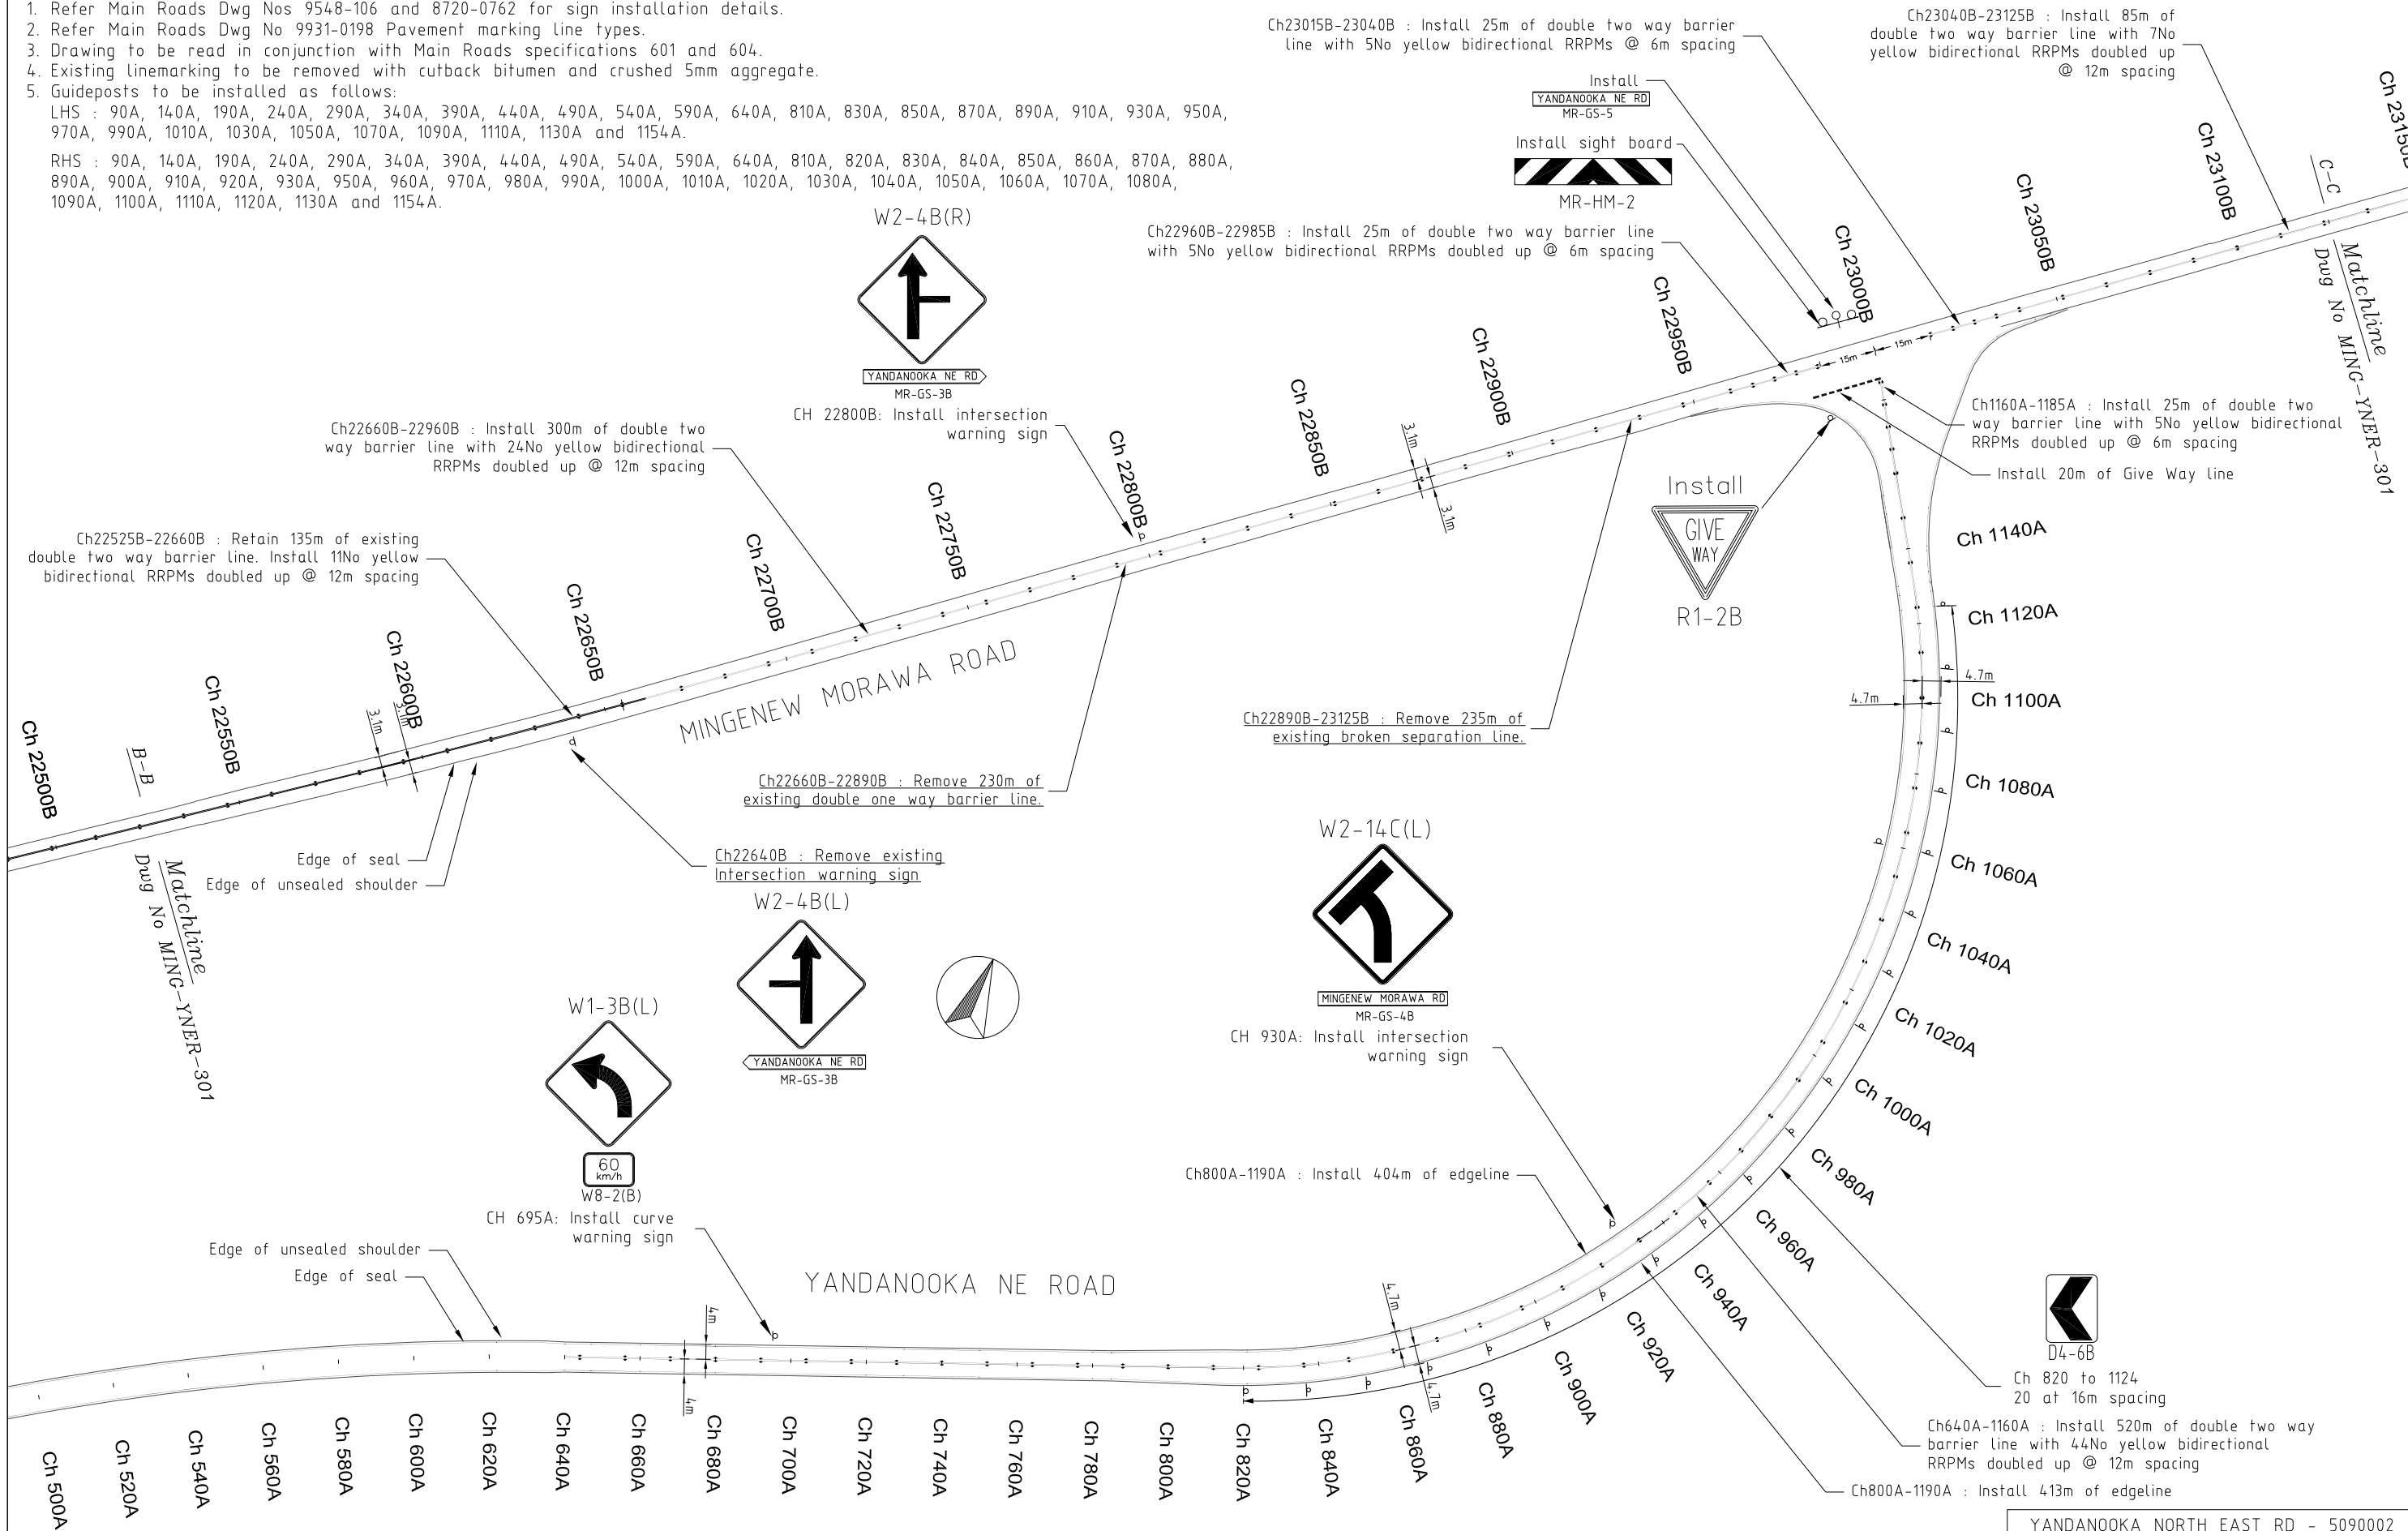 1. Refer Main Roads Dwg Nos 9548-106 and 8720-0762 for sign installation details.
2. Refer Main Roads Dwg No 9931-0198 Pavement marking line types.
3. Drawing to be read in conjunction with Main Roads specifications 601 and 604.
4. Existing linemarking to be removed with cutback bitumen and crushed 5mm aggregate.
5. Guideposts to be installed as follows:
LHS : 90A, 140A, 190A, 240A, 290A, 340A, 390A, 440A, 490A, 540A, 590A, 640A, 810A, 830A, 850A, 870A, 890A, 910A, 930A, 950A,
970A, 990A, 1010A, 1030A, 1050A, 1070A, 1090A, 1110A, 1130A and 1154A.
RHS : 90A, 140A, 190A, 240A, 290A, 340A, 390A, 440A, 490A, 540A, 590A, 640A, 810A, 820A, 830A, 840A, 850A, 860A, 870A, 880A,
890A, 900A, 910A, 920A, 930A, 950A, 960A, 970A, 980A, 990A, 1000A, 1010A, 1020A, 1030A, 1040A, 1050A, 1060A, 1070A, 1080A,
1090A, 1100A, 1110A, 1120A, 1130A and 1154A.
Ch23015B-23040B : Install 25m of double two way barrier
line with 5No yellow bidirectional RRPMs @ 6m spacing
Ch23040B-23125B : Install 85m of
double two way barrier line with 7No
yellow bidirectional RRPMs doubled up
@ 12m spacing
Install
YANDANOOKA NE RD
MR-GS-5
Install sight board
MR-HM-2
Ch22960B-22985B : Install 25m of double two way barrier line
with 5No yellow bidirectional RRPMs doubled up @ 6m spacing
W2-4B(R)
YANDANOOKA NE RD
MR-GS-3B
CH 22800B: Install intersection
warning sign
Ch22660B-22960B : Install 300m of double two
way barrier line with 24No yellow bidirectional
RRPMs doubled up @ 12m spacing
Ch22525B-22660B : Retain 135m of existing
double two way barrier line. Install 11No yellow
bidirectional RRPMs doubled up @ 12m spacing
Ch 22500B
Ch 22550B
Ch 22600B
Ch 22650B
Ch 22700B
Ch 22750B
Ch 22800B
Ch 22850B
Ch 22900B
Ch 22950B
Ch 23000B
Ch 23050B
Ch 23100B
Ch 23150B
C-C
Matchline
Dwg No MING-YNER-301
15m
15m
3.1m
3.1m
3.1m
3.1m
B-B
Matchline
Dwg No MING-YNER-301
MINGENEW MORAWA ROAD
Ch1160A-1185A : Install 25m of double two
way barrier line with 5No yellow bidirectional
RRPMs doubled up @ 6m spacing
Install 20m of Give Way line
Install
GIVE
WAY
R1-2B
Ch22890B-23125B : Remove 235m of
existing broken separation line.
Ch22660B-22890B : Remove 230m of
existing double one way barrier line.
Edge of seal
Edge of unsealed shoulder
Ch22640B : Remove existing
Intersection warning sign
W2-4B(L)
YANDANOOKA NE RD
MR-GS-3B
W1-3B(L)
60
km/h
W8-2(B)
CH 695A: Install curve
warning sign
W2-14C(L)
MINGENEW MORAWA RD
MR-GS-4B
CH 930A: Install intersection
warning sign
Ch800A-1190A : Install 404m of edgeline
Edge of unsealed shoulder
Edge of seal
YANDANOOKA NE ROAD
4m
4m
4.7m
4.7m
4.7m
4.7m
Ch 1140A
Ch 1120A
Ch 1100A
Ch 1080A
Ch 1060A
Ch 1040A
Ch 1020A
Ch 1000A
Ch 980A
Ch 960A
Ch 940A
Ch 920A
Ch 900A
Ch 880A
Ch 860A
Ch 840A
Ch 820A
Ch 800A
Ch 780A
Ch 760A
Ch 740A
Ch 720A
Ch 700A
Ch 680A
Ch 660A
Ch 640A
Ch 620A
Ch 600A
Ch 580A
Ch 560A
Ch 540A
Ch 520A
Ch 500A
D4-6B
Ch 820 to 1124
20 at 16m spacing
Ch640A-1160A : Install 520m of double two way
barrier line with 44No yellow bidirectional
RRPMs doubled up @ 12m spacing
Ch800A-1190A : Install 413m of edgeline
YANDANOOKA NORTH EAST RD - 5090002